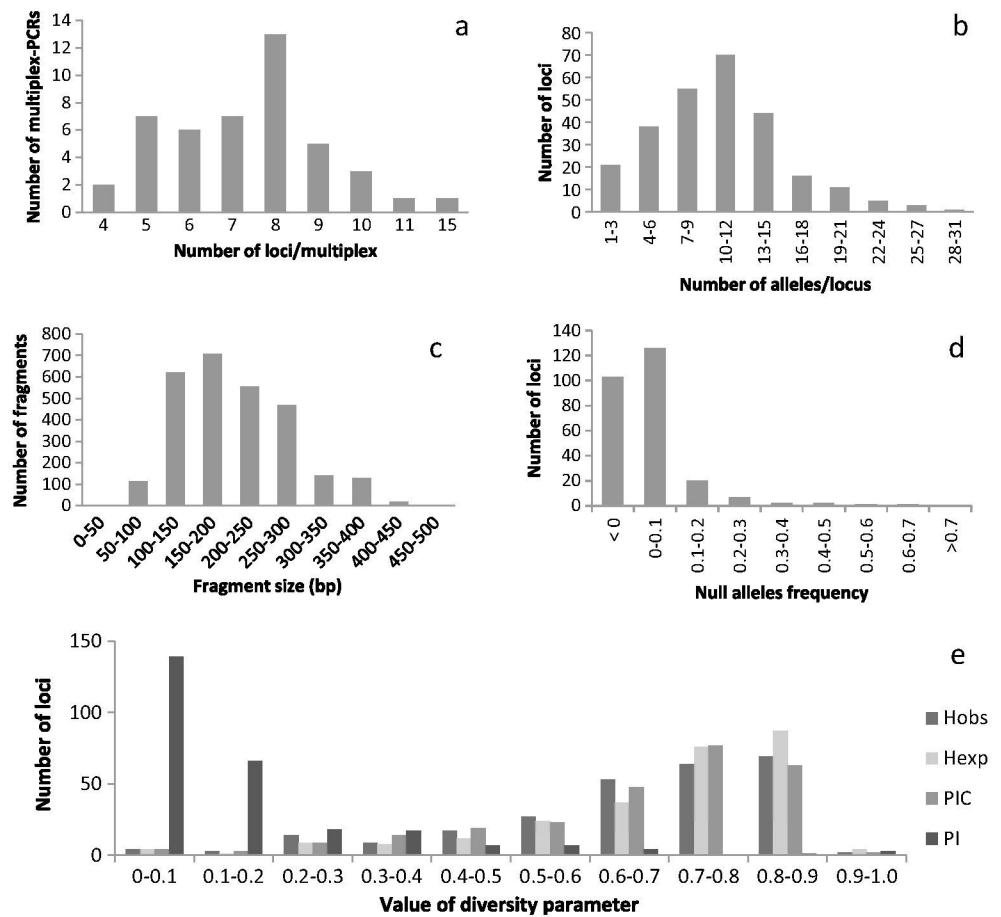 a
Number of multiplex-PCRs
14
12
10
8
6
4
2
0
4 5 6 7 8 9 10 11 15
Number of loci/multiplex
b
Number of loci
80
70
60
50
40
30
20
10
0
1-3 4-6 7-9 10-12 13-15 16-18 19-21 22-24 25-27 28-31
Number of alleles/locus
c
Number of fragments
800
700
600
500
400
300
200
100
0
0-50 50-100 100-150 150-200 200-250 250-300 300-350 350-400 400-450 450-500
Fragment size (bp)
d
Number of loci
140
120
100
80
60
40
20
0
< 0 0-0.1 0.1-0.2 0.2-0.3 0.3-0.4 0.4-0.5 0.5-0.6 0.6-0.7 >0.7
Null alleles frequency
e
Number of loci
150
100
50
0
0-0.1 0.1-0.2 0.2-0.3 0.3-0.4 0.4-0.5 0.5-0.6 0.6-0.7 0.7-0.8 0.8-0.9 0.9-1.0
Value of diversity parameter
Hobs
Hexp
PIC
PI